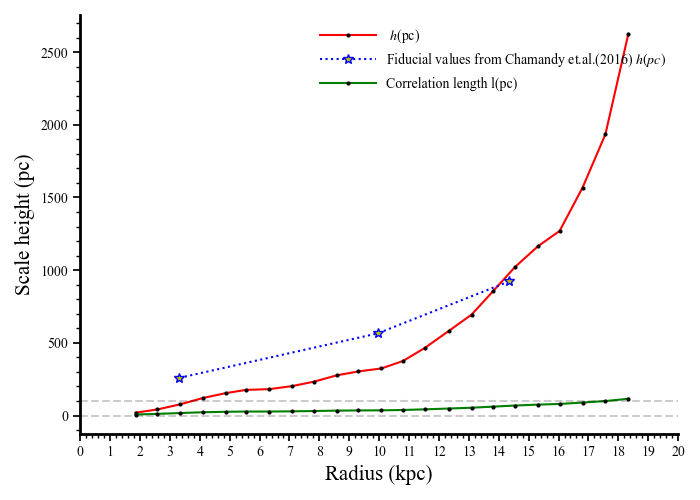 h(pc)
Fiducial values from Chamandy et.al.(2016) h(pc)
Correlation length l(pc)
Scale height (pc)
2500
2000
1500
1000
500
0
0 1 2 3 4 5 6 7 8 9 10 11 12 13 14 15 16 17 18 19 20
Radius (kpc)